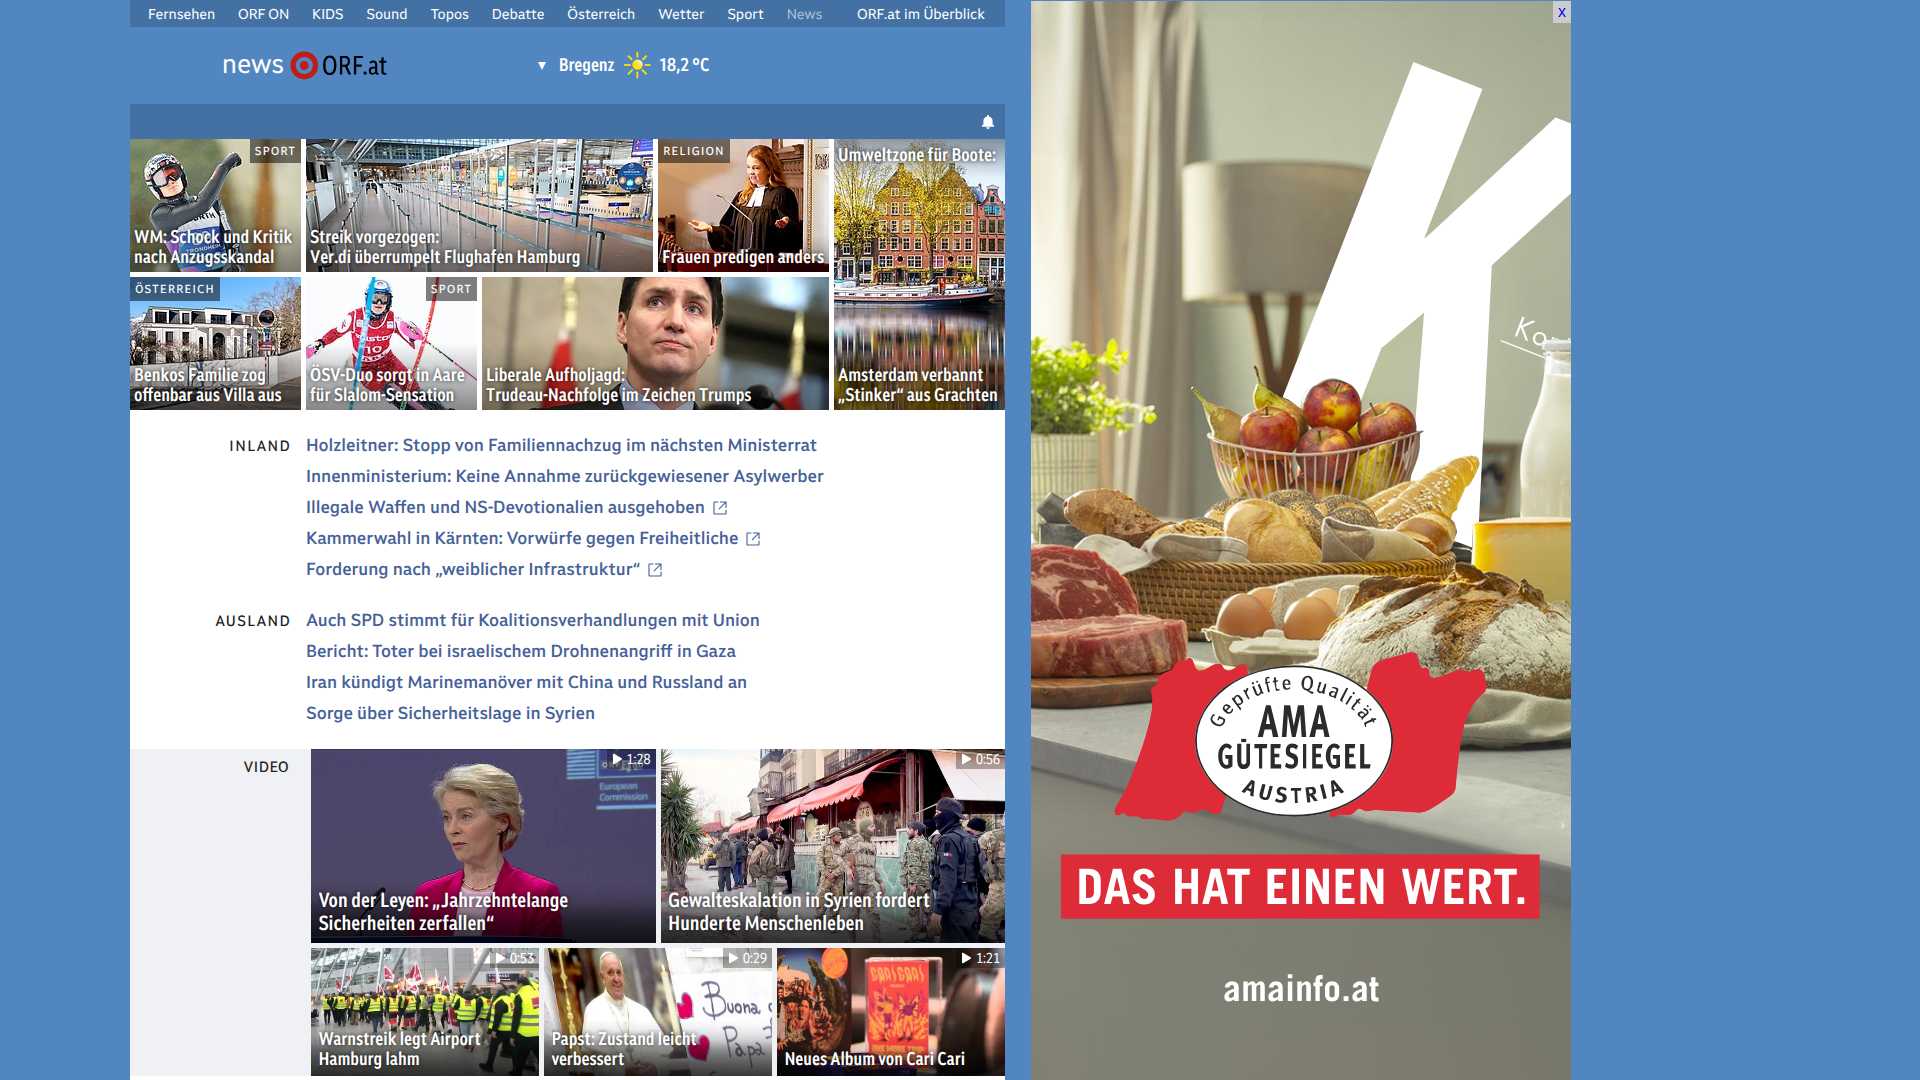 Fernsehen ORF ON KIDS Sound Topos Debatte Österreich Wetter Sport News ORF.at im Überblick
news ORF.at
Bregenz 18,2 °C
SPORT
WM: Schock und Kritik
nach Anzugsskandal
Streik vorgezogen:
Ver.di überrumpelt Flughafen Hamburg
RELIGION
Frauen predigen anders
Umweltzone für Boote:
Amsterdam verbannt
„Stinker“ aus Grachten
ÖSTERREICH
Benkos Familie zog
offenbar aus Villa aus
SPORT
ÖSV-Duo sorgt in Aare
für Slalom-Sensation
Liberale Aufholjagd:
Trudeau-Nachfolge im Zeichen Trumps
INLAND
Holzleitner: Stopp von Familiennachzug im nächsten Ministerrat
Innenministerium: Keine Annahme zurückgewiesener Asylwerber
Illegale Waffen und NS-Devotionalien ausgehoben
Kammerwahl in Kärnten: Vorwürfe gegen Freiheitliche
Forderung nach „weiblicher Infrastruktur“
AUSLAND
Auch SPD stimmt für Koalitionsverhandlungen mit Union
Bericht: Toter bei israelischem Drohnenangriff in Gaza
Iran kündigt Marinemanöver mit China und Russland an
Sorge über Sicherheitslage in Syrien
VIDEO
1:28
European
Commission
Von der Leyen: „Jahrzehntelange
Sicherheiten zerfallen“
0:56
Gewalteskalation in Syrien fordert
Hunderte Menschenleben
0:53
Warnstreik legt Airport
Hamburg lahm
0:29
Buona
Papa
Papst: Zustand leicht
verbessert
1:21
CARI CARI
ONE MORE TRIP
Neues Album von Cari Cari
X
K
Geprüfte Qualität
AMA
GÜTESIEGEL
AUSTRIA
DAS HAT EINEN WERT.
amainfo.at